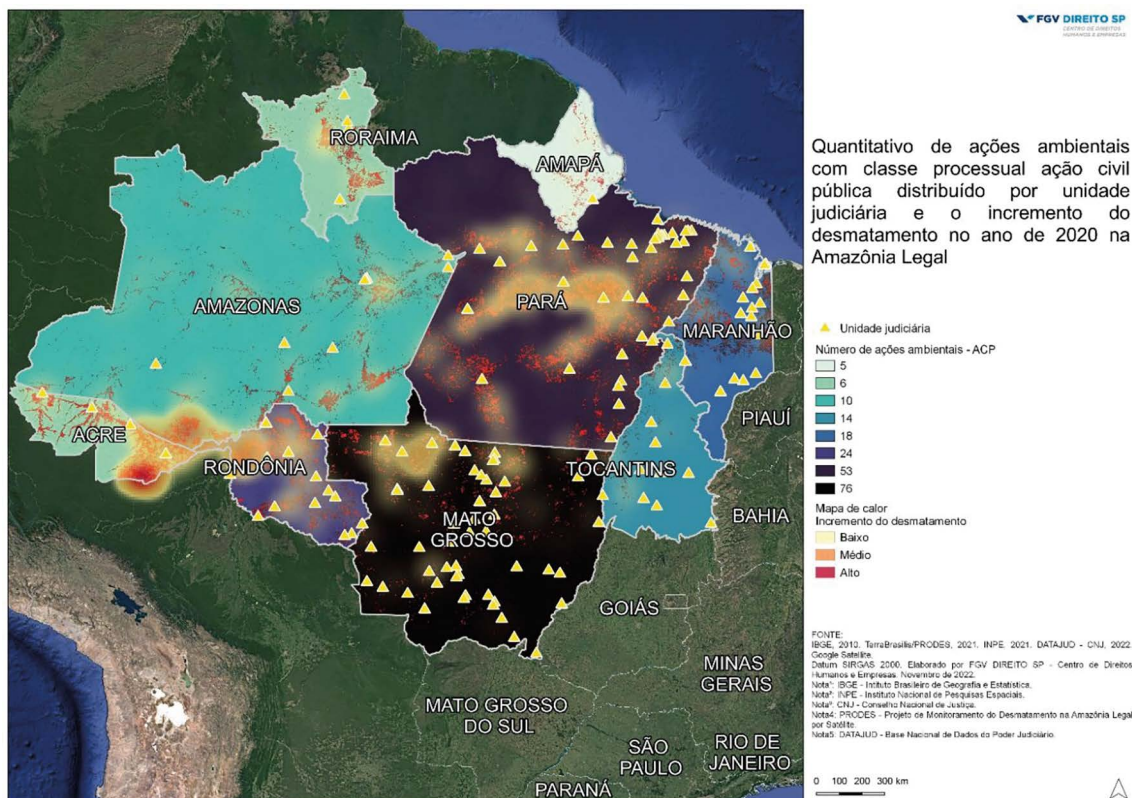 FGV DIREITO SP
CENTRO DE DIREITOS
HUMANOS E EMPRESAS
Quantitativo de ações ambientais
com classe processual ação civil
pública distribuído por unidade
judiciária e o incremento do
desmatamento no ano de 2020 na
Amazônia Legal
RORAIMA
AMAPÁ
AMAZONAS
PARÁ
MARANHÃO
PIAUÍ
ACRE
RONDÔNIA
TOCANTINS
BAHIA
MATO
GROSSO
GOIÁS
MINAS
GERAIS
MATO GROSSO
DO SUL
SÃO
PAULO
RIO DE
JANEIRO
PARANÁ
Unidade judiciária
Número de ações ambientais - ACP
5
6
10
14
18
24
53
76
Mapa de calor
Incremento do desmatamento
Baixo
Médio
Alto
FONTE:
IBGE, 2010. TerraBrasilis/PRODES, 2021. INPE, 2021. DATAJUD - CNJ, 2022.
Google Satellite.
Datum SIRGAS 2000. Elaborado por FGV DIREITO SP - Centro de Direitos
Humanos e Empresas. Novembro de 2022.
Nota¹: IBGE - Intituto Brasileiro de Geografia e Estatística.
Nota²: INPE - Instituto Nacional de Pesquisas Espaciais.
Nota³: CNJ - Conselho Nacional de Justiça.
Nota4: PRODES - Projeto de Monitoramento do Desmatamento na Amazônia Legal
por Satélite.
Nota5: DATAJUD - Base Nacional de Dados do Poder Judiciário.
0 100 200 300 km